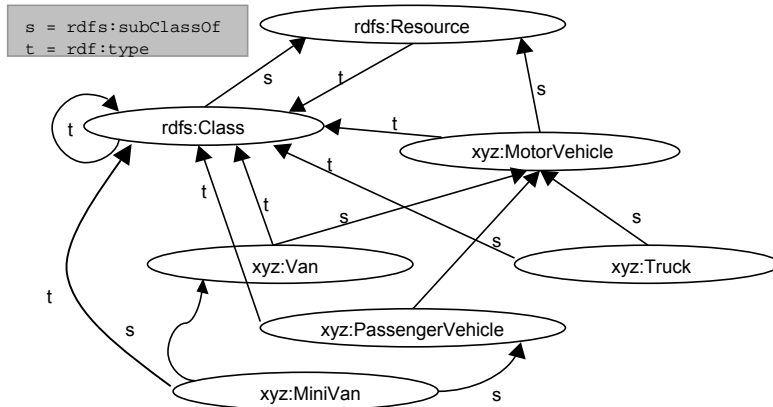 s = rdfs:subClassOf
t = rdf:type
rdfs:Resource
s
t
s
t
rdfs:Class
t
xyz:MotorVehicle
t
t
t
s
s
xyz:Van
s
xyz:Truck
t
s
xyz:PassengerVehicle
xyz:MiniVan
s